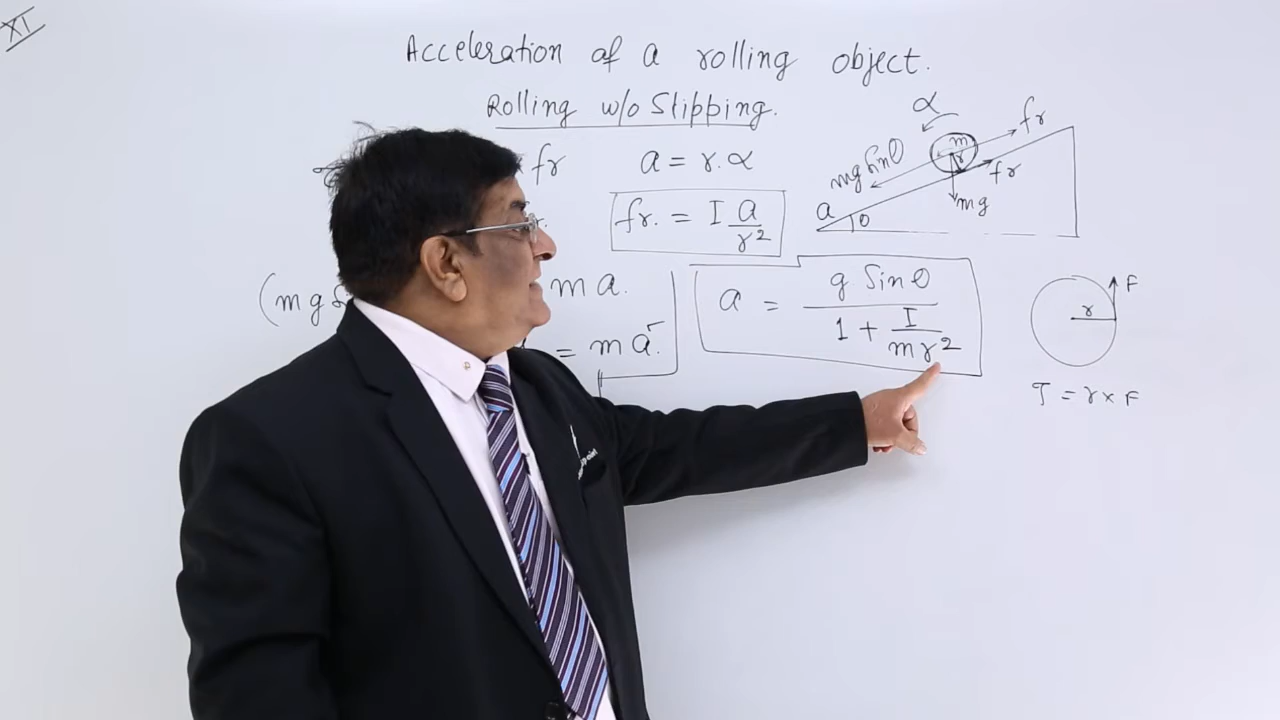 XI
Acceleration of a rolling object.
Rolling w/o Slipping.
fr
a = r.α
fr. = I a/r²
(mg
ma.
= ma.
a = g Sinθ / 1 + I/mr²
α
fr
m
r
mg Sinθ
fr
mg
a
θ
F
r
τ = r × F